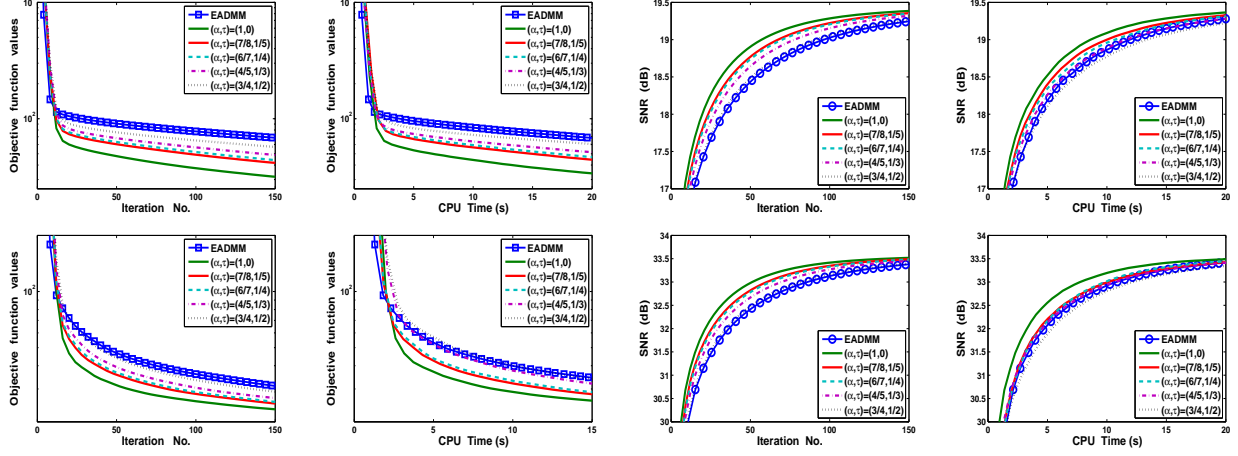 Objective function values
10
10²
0 50 100 150
Iteration No.
EADMM
(α,τ)=(1,0)
(α,τ)=(7/8,1/5)
(α,τ)=(6/7,1/4)
(α,τ)=(4/5,1/3)
(α,τ)=(3/4,1/2)
Objective function values
10
10²
0 5 10 15 20
CPU Time (s)
EADMM
(α,τ)=(1,0)
(α,τ)=(7/8,1/5)
(α,τ)=(6/7,1/4)
(α,τ)=(4/5,1/3)
(α,τ)=(3/4,1/2)
SNR (dB)
19.5
19
18.5
18
17.5
17
0 50 100 150
Iteration No.
EADMM
(α,τ)=(1,0)
(α,τ)=(7/8,1/5)
(α,τ)=(6/7,1/4)
(α,τ)=(4/5,1/3)
(α,τ)=(3/4,1/2)
SNR (dB)
19.5
19
18.5
18
17.5
17
0 5 10 15 20
CPU Time (s)
EADMM
(α,τ)=(1,0)
(α,τ)=(7/8,1/5)
(α,τ)=(6/7,1/4)
(α,τ)=(4/5,1/3)
(α,τ)=(3/4,1/2)
Objective function values
10²
0 50 100 150
Iteration No.
EADMM
(α,τ)=(1,0)
(α,τ)=(7/8,1/5)
(α,τ)=(6/7,1/4)
(α,τ)=(4/5,1/3)
(α,τ)=(3/4,1/2)
Objective function values
10²
0 5 10 15
CPU Time (s)
EADMM
(α,τ)=(1,0)
(α,τ)=(7/8,1/5)
(α,τ)=(6/7,1/4)
(α,τ)=(4/5,1/3)
(α,τ)=(3/4,1/2)
SNR (dB)
34
33.5
33
32.5
32
31.5
31
30.5
30
0 50 100 150
Iteration No.
EADMM
(α,τ)=(1,0)
(α,τ)=(7/8,1/5)
(α,τ)=(6/7,1/4)
(α,τ)=(4/5,1/3)
(α,τ)=(3/4,1/2)
SNR (dB)
34
33.5
33
32.5
32
31.5
31
30.5
30
0 5 10 15 20
CPU Time (s)
EADMM
(α,τ)=(1,0)
(α,τ)=(7/8,1/5)
(α,τ)=(6/7,1/4)
(α,τ)=(4/5,1/3)
(α,τ)=(3/4,1/2)